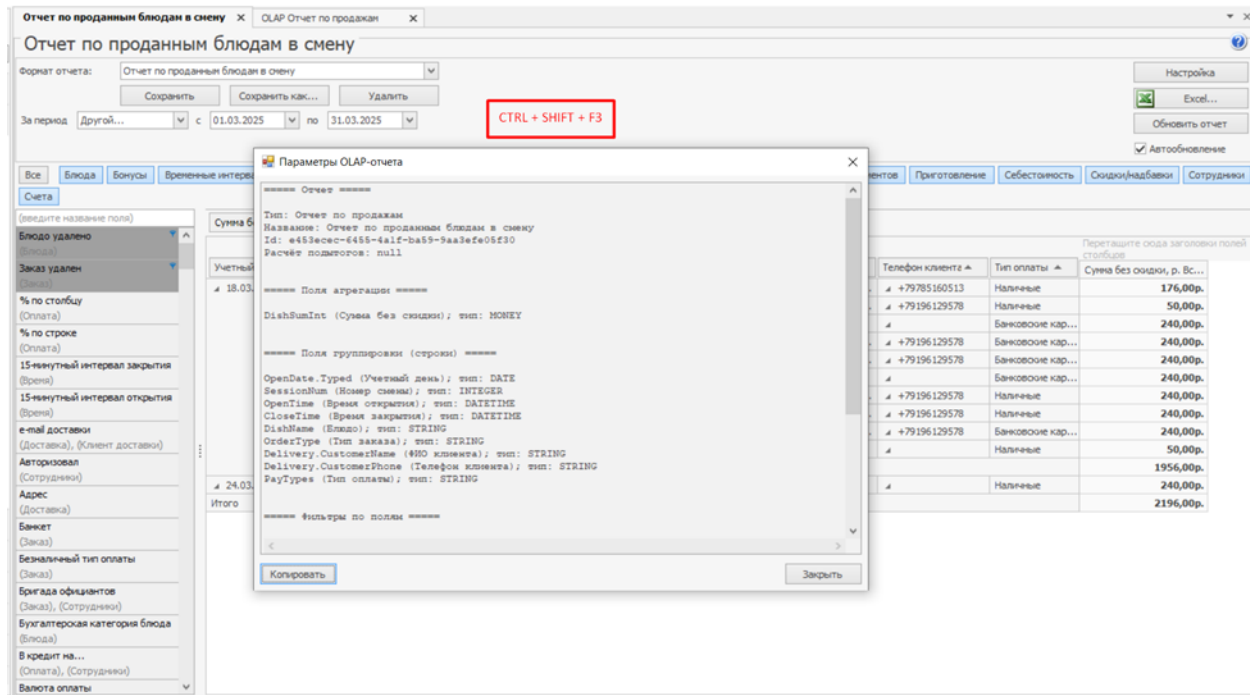 Отчет по проданным блюдам в смену X OLAP Отчет по продажам X
Отчет по проданным блюдам в смену
Формат отчета: Отчет по проданным блюдам в смену
Настройка
Сохранить Сохранить как... Удалить
Excel...
За период Другой... с 01.03.2025 по 31.03.2025
CTRL + SHIFT + F3
Обновить отчет
Автообновление
Все Блюда Бонусы Временные интерва
ентов Приготовление Себестоимость Скидки/надбавки Сотрудники
Счета
Параметры OLAP-отчета
===== Отчет =====
Тип: Отчет по продажам
Название: Отчет по проданным блюдам в смену
Id: e453ecec-6455-4a1f-ba59-9aa3efe05f30
Расчёт подытогов: null
===== Поля агрегации =====
DishSumInt (Сумма без скидки); тип: MONEY
===== Поля группировки (строки) =====
OpenDate.Typed (Учетный день); тип: DATE
SessionNum (Номер смены); тип: INTEGER
OpenTime (Время открытия); тип: DATETIME
CloseTime (Время закрытия); тип: DATETIME
DishName (Блюдо); тип: STRING
OrderType (Тип заказа); тип: STRING
Delivery.CustomerName (ФИО клиента); тип: STRING
Delivery.CustomerPhone (Телефон клиента); тип: STRING
PayTypes (Тип оплаты); тип: STRING
===== Фильтры по полям =====
Копировать Закрыть
(введите название поля)
Блюдо удалено
(Блюда)
Заказ удален
(Заказ)
% по столбцу
(Оплата)
% по строке
(Оплата)
15-минутный интервал закрытия
(Время)
15-минутный интервал открытия
(Время)
e-mail доставки
(Доставка), (Клиент доставки)
Авторизовал
(Сотрудники)
Адрес
(Доставка)
Банкет
(Заказ)
Безналичный тип оплаты
(Заказ)
Бригада официантов
(Заказ), (Сотрудники)
Бухгалтерская категория блюда
(Блюда)
В кредит на...
(Оплата), (Сотрудники)
Валюта оплаты
Сумма б
Перетащите сюда заголовки полей
столбцов
Учетный Телефон клиента Тип оплаты Сумма без скидки, р. Вс...
18.03. +79785160513 Наличные 176,00р.
+79196129578 Наличные 50,00р.
Банковские кар... 240,00р.
+79196129578 Банковские кар... 240,00р.
+79196129578 Банковские кар... 240,00р.
Банковские кар... 240,00р.
+79196129578 Наличные 240,00р.
+79196129578 Наличные 240,00р.
+79196129578 Банковские кар... 240,00р.
Наличные 50,00р.
1956,00р.
24.03. Наличные 240,00р.
Итого 2196,00р.